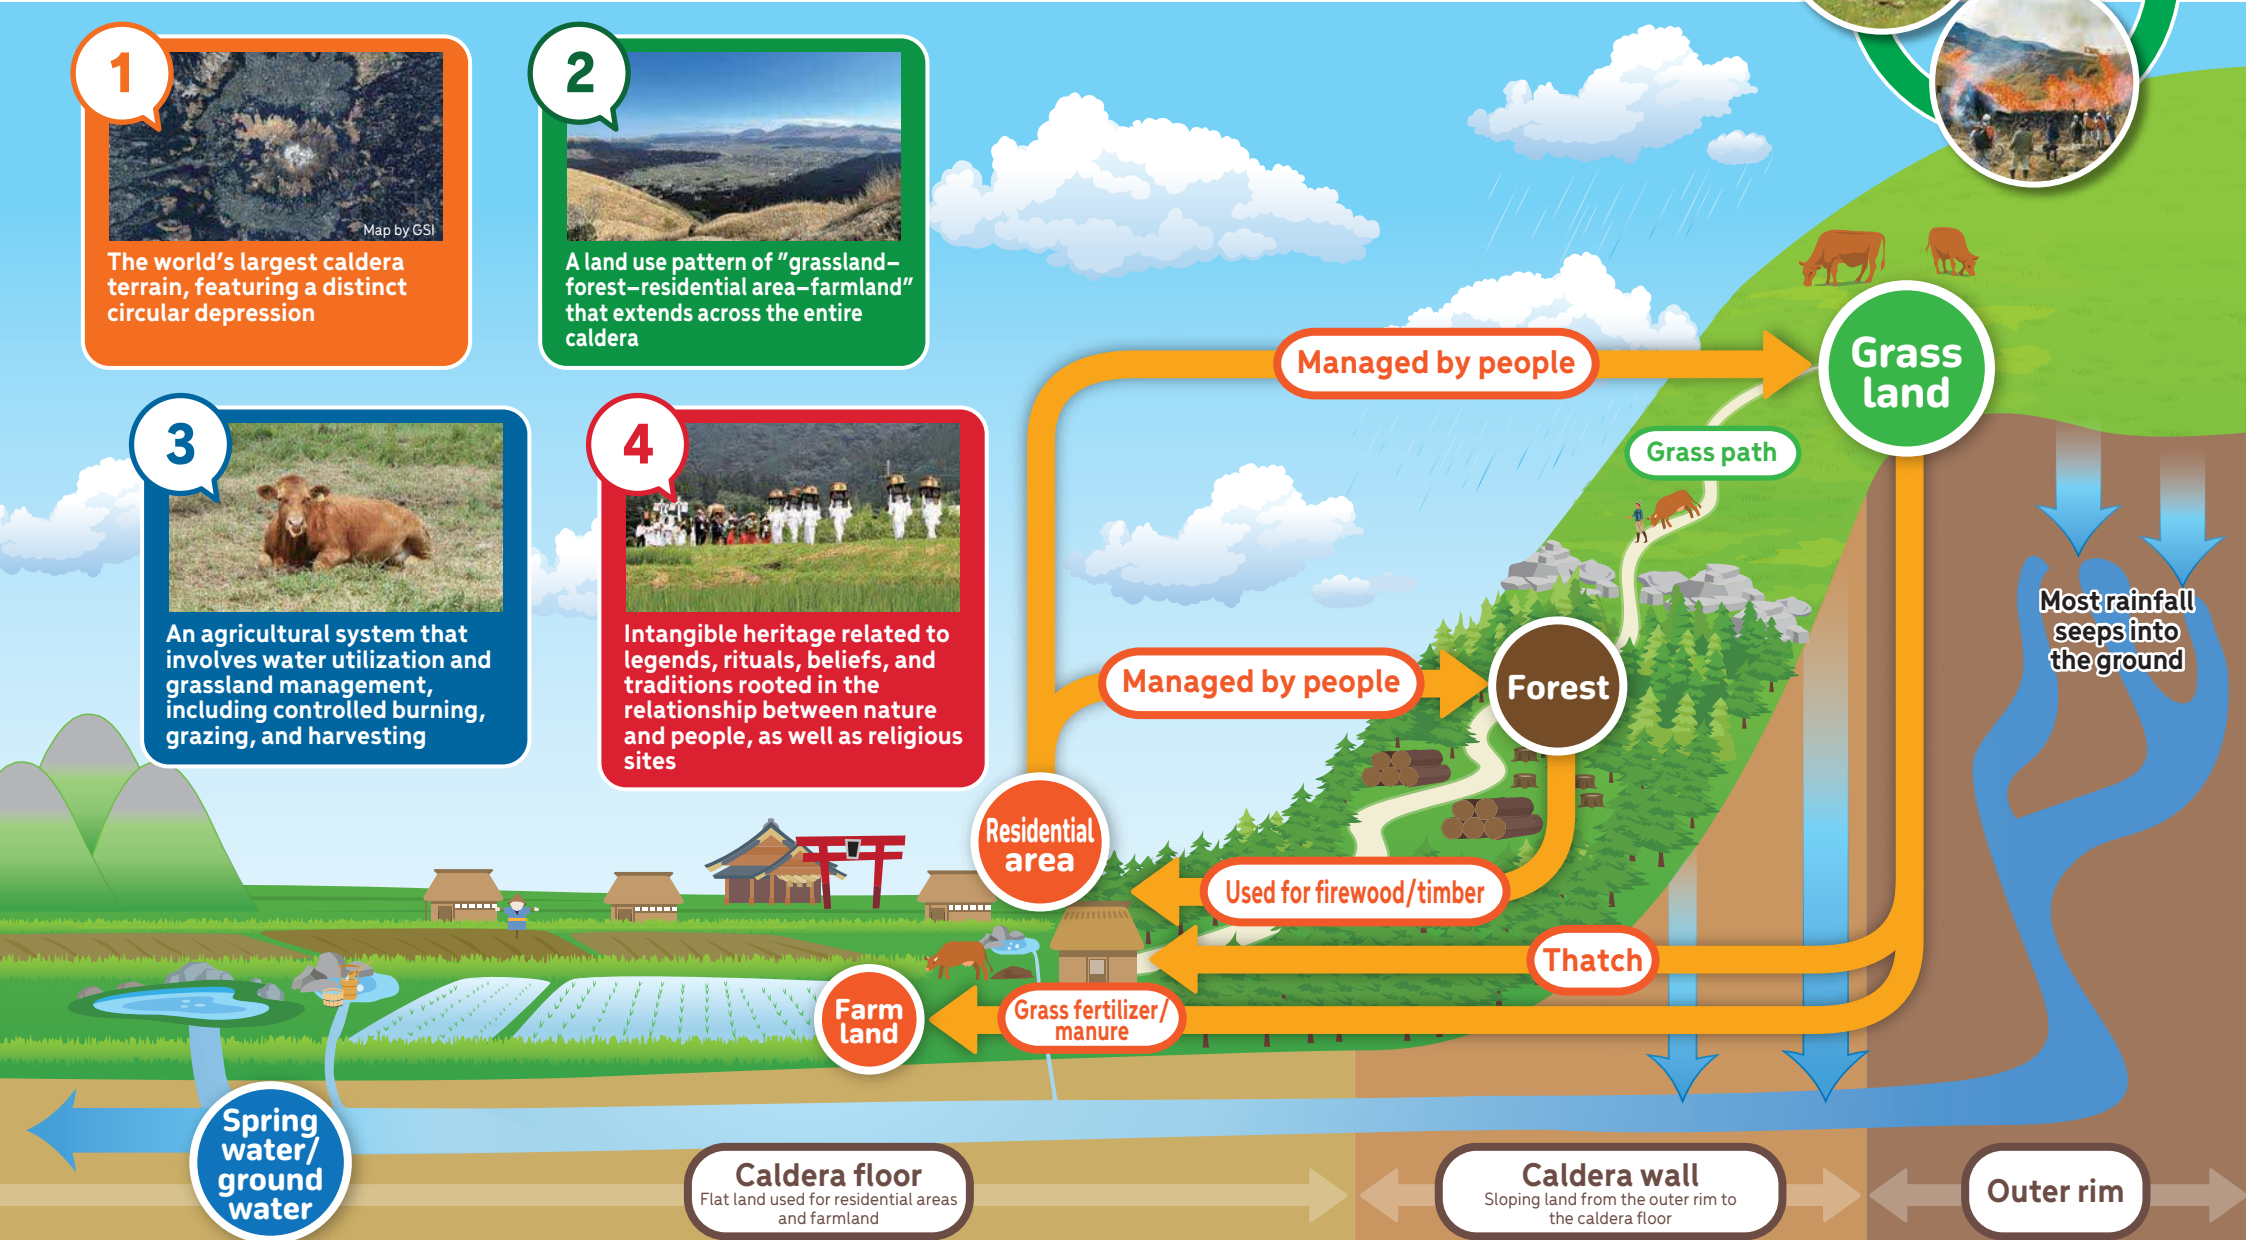 1
Map by GSI
The world's largest caldera
terrain, featuring a distinct
circular depression
2
A land use pattern of "grassland–
forest–residential area–farmland"
that extends across the entire
caldera
3
An agricultural system that
involves water utilization and
grassland management,
including controlled burning,
grazing, and harvesting
4
Intangible heritage related to
legends, rituals, beliefs, and
traditions rooted in the
relationship between nature
and people, as well as religious
sites
Managed by people
Grass
land
Grass path
Most rainfall
seeps into
the ground
Managed by people
Forest
Residential
area
Used for firewood/timber
Thatch
Farm
land
Grass fertilizer/
manure
Spring
water/
ground
water
Caldera floor
Flat land used for residential areas
and farmland
Caldera wall
Sloping land from the outer rim to
the caldera floor
Outer rim